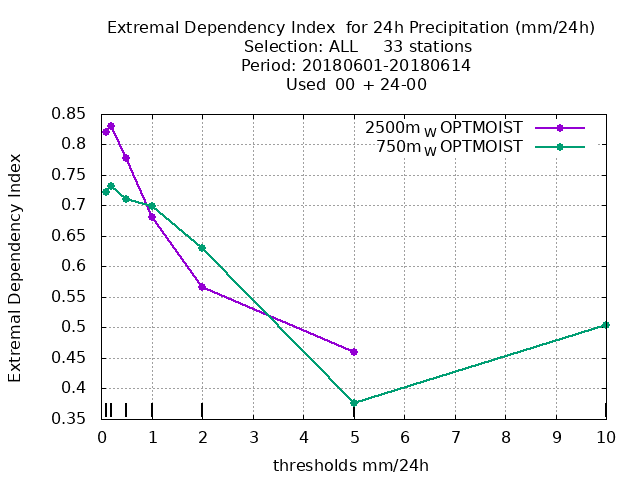 Extremal Dependency Index  for 24h Precipitation (mm/24h)
Selection: ALL     33 stations
Period: 20180601-20180614
Used  00 + 24-00
2500m W OPTMOIST
750m W OPTMOIST
Extremal Dependency Index
0.85
0.8
0.75
0.7
0.65
0.6
0.55
0.5
0.45
0.4
0.35
0 1 2 3 4 5 6 7 8 9 10
thresholds mm/24h